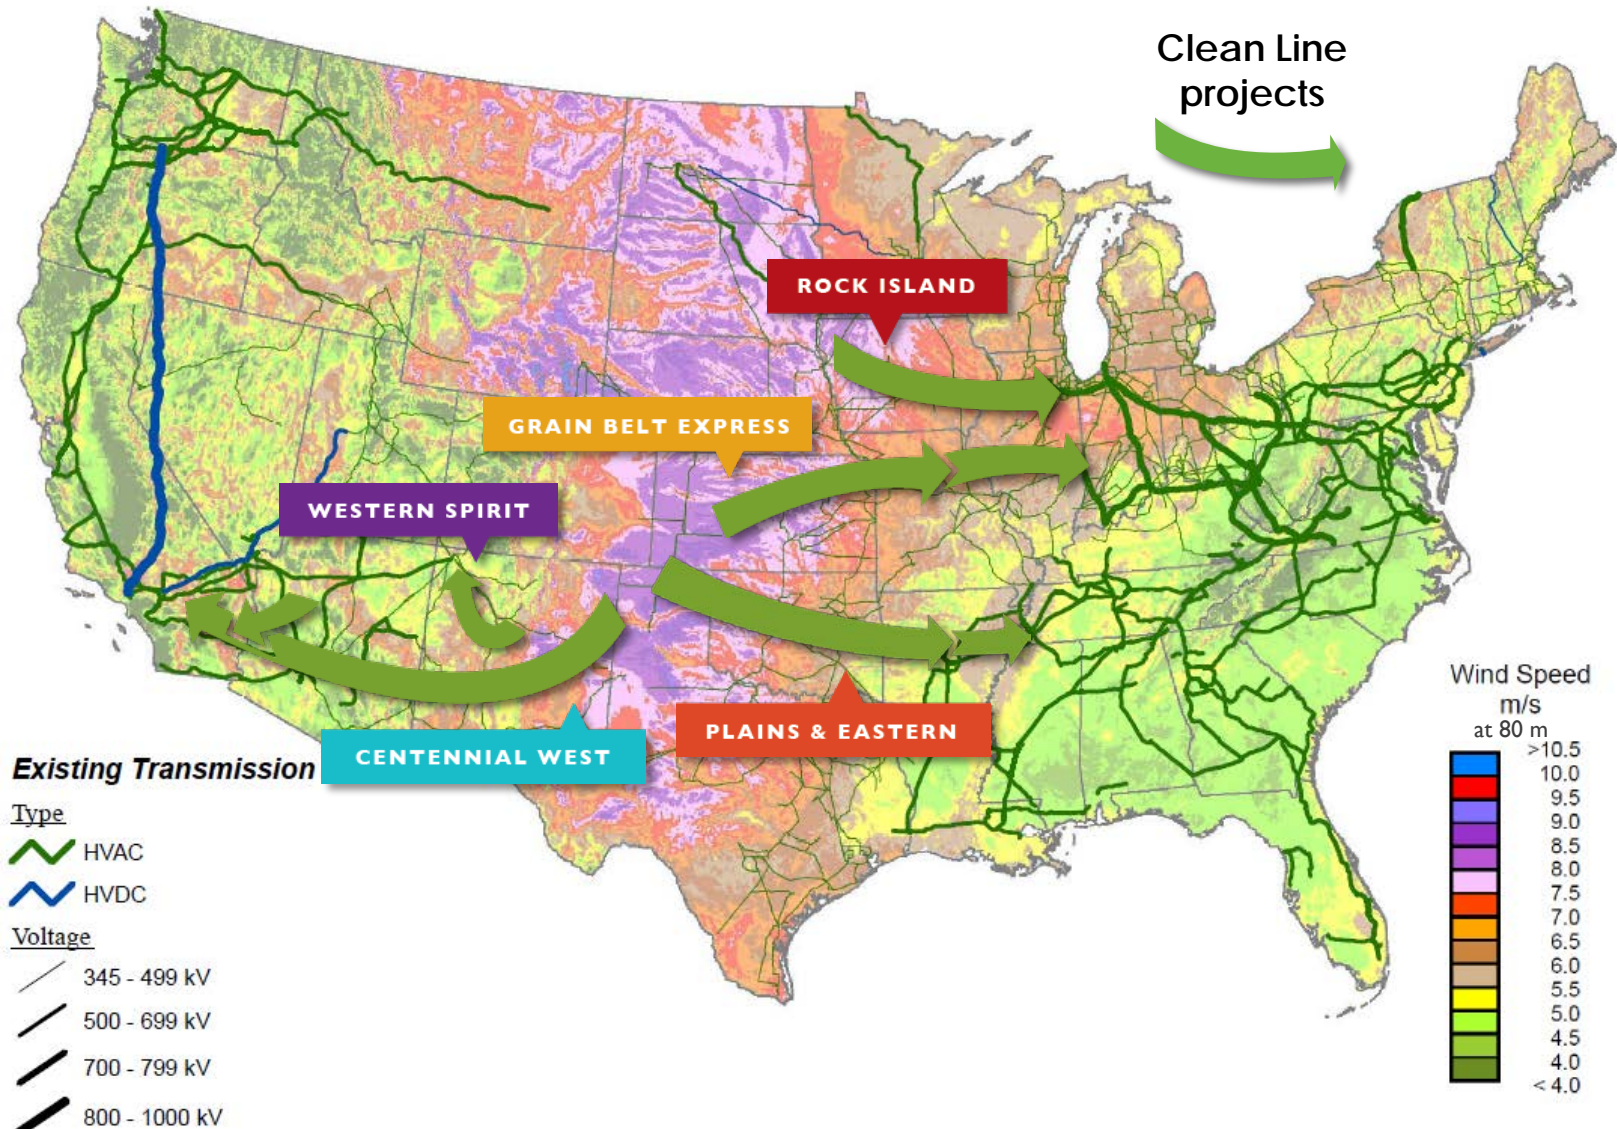 Clean Line
projects
ROCK ISLAND
GRAIN BELT EXPRESS
WESTERN SPIRIT
PLAINS & EASTERN
CENTENNIAL WEST
Existing Transmission
Type
HVAC
HVDC
Voltage
345 - 499 kV
500 - 699 kV
700 - 799 kV
800 - 1000 kV
Wind Speed
m/s
at 80 m
>10.5
10.0
9.5
9.0
8.5
8.0
7.5
7.0
6.5
6.0
5.5
5.0
4.5
4.0
< 4.0